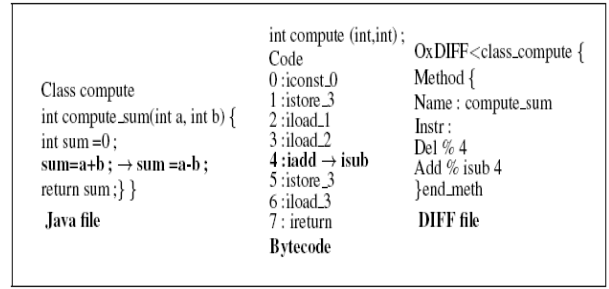 Class compute
int compute_sum(int a, int b) {
int sum =0 ;
sum=a+b ; → sum =a-b ;
return sum ;} }
Java file
int compute (int,int) ;
Code
0 :iconst_0
1 :istore_3
2 :iload_1
3 :iload_2
4 :iadd → isub
5 :istore_3
6 :iload_3
7 : ireturn
Bytecode
OxDIFF<class_compute {
Method {
Name : compute_sum
Instr :
Del % 4
Add % isub 4
}end_meth
DIFF file